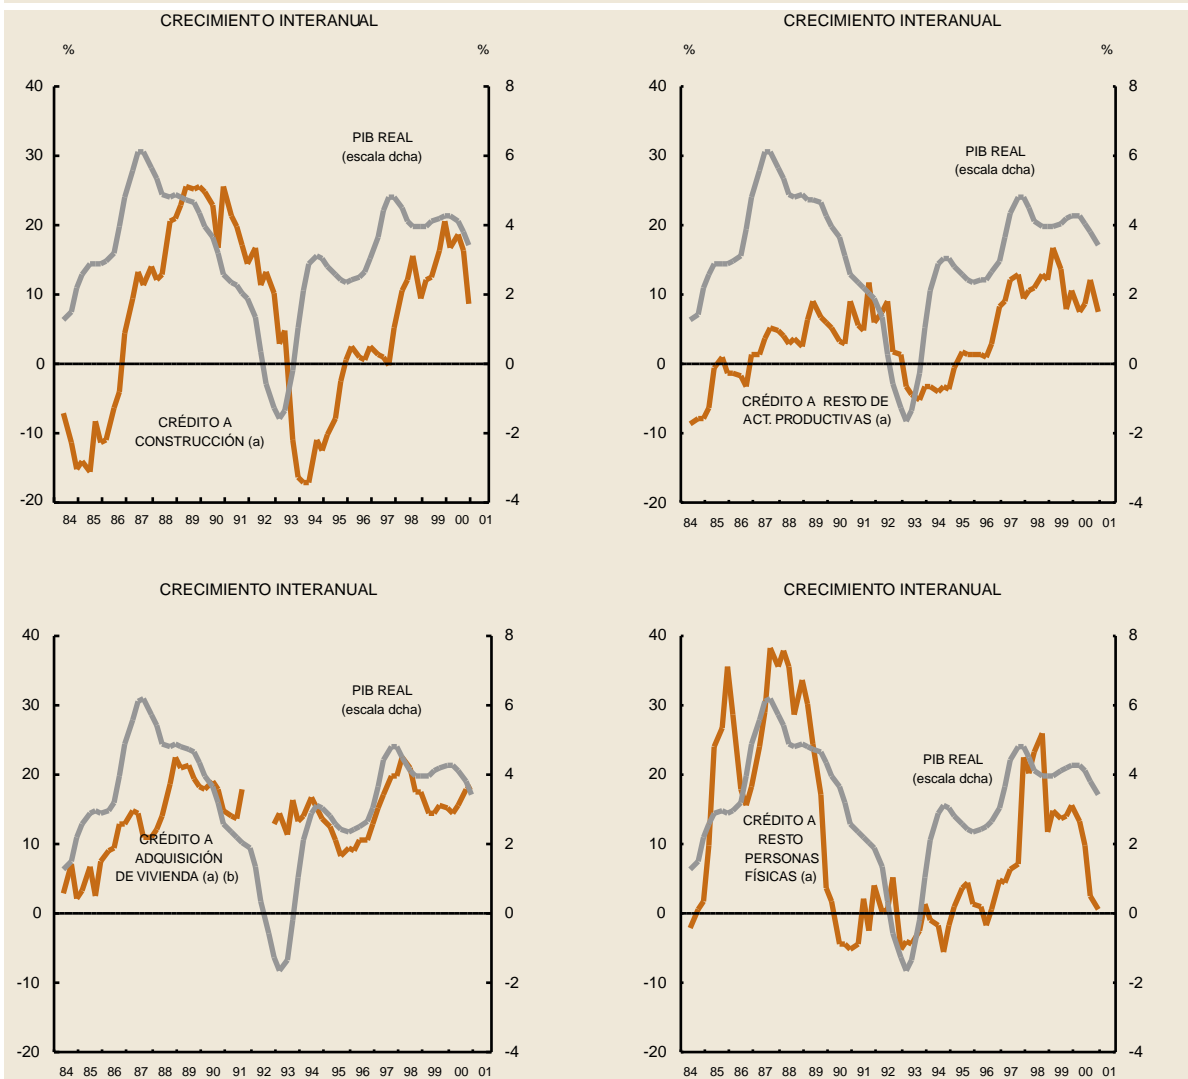 CRECIMIENTO INTERANUAL
%
%
40
30
20
10
0
-10
-20
8
6
4
2
0
-2
-4
PIB REAL
(escala dcha)
CRÉDITO A
CONSTRUCCIÓN (a)
84 85 86 87 88 89 90 91 92 93 94 95 96 97 98 99 00 01
CRECIMIENTO INTERANUAL
%
%
40
30
20
10
0
-10
-20
8
6
4
2
0
-2
-4
PIB REAL
(escala dcha)
CRÉDITO A RESTO DE
ACT. PRODUCTIVAS (a)
84 85 86 87 88 89 90 91 92 93 94 95 96 97 98 99 00 01
CRECIMIENTO INTERANUAL
40
30
20
10
0
-10
-20
8
6
4
2
0
-2
-4
PIB REAL
(escala dcha)
CRÉDITO A
ADQUISICIÓN
DE VIVIENDA (a) (b)
84 85 86 87 88 89 90 91 92 93 94 95 96 97 98 99 00 01
CRECIMIENTO INTERANUAL
40
30
20
10
0
-10
-20
8
6
4
2
0
-2
-4
PIB REAL
(escala dcha)
CRÉDITO A
RESTO
PERSONAS
FÍSICAS (a)
84 85 86 87 88 89 90 91 92 93 94 95 96 97 98 99 00 01